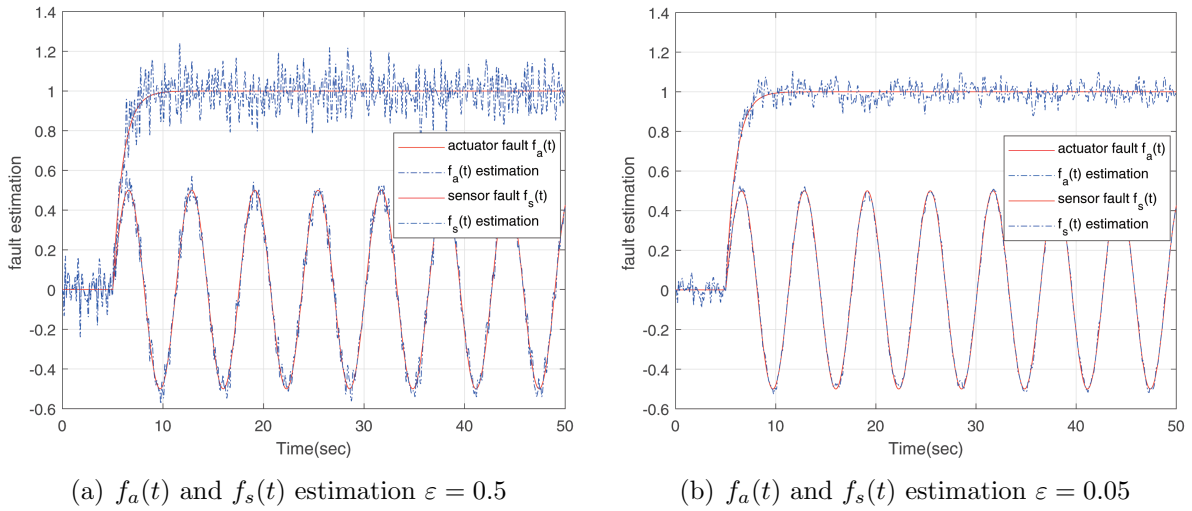 1.4
1.2
1
0.8
0.6
0.4
0.2
0
-0.2
-0.4
-0.6
fault estimation
actuator fault f_a(t)
f_a(t) estimation
sensor fault f_s(t)
f_s(t) estimation
0 10 20 30 40 50
Time(sec)
(a) f_a(t) and f_s(t) estimation ε = 0.5
1.4
1.2
1
0.8
0.6
0.4
0.2
0
-0.2
-0.4
-0.6
fault estimation
actuator fault f_a(t)
f_a(t) estimation
sensor fault f_s(t)
f_s(t) estimation
0 10 20 30 40 50
Time(sec)
(b) f_a(t) and f_s(t) estimation ε = 0.05